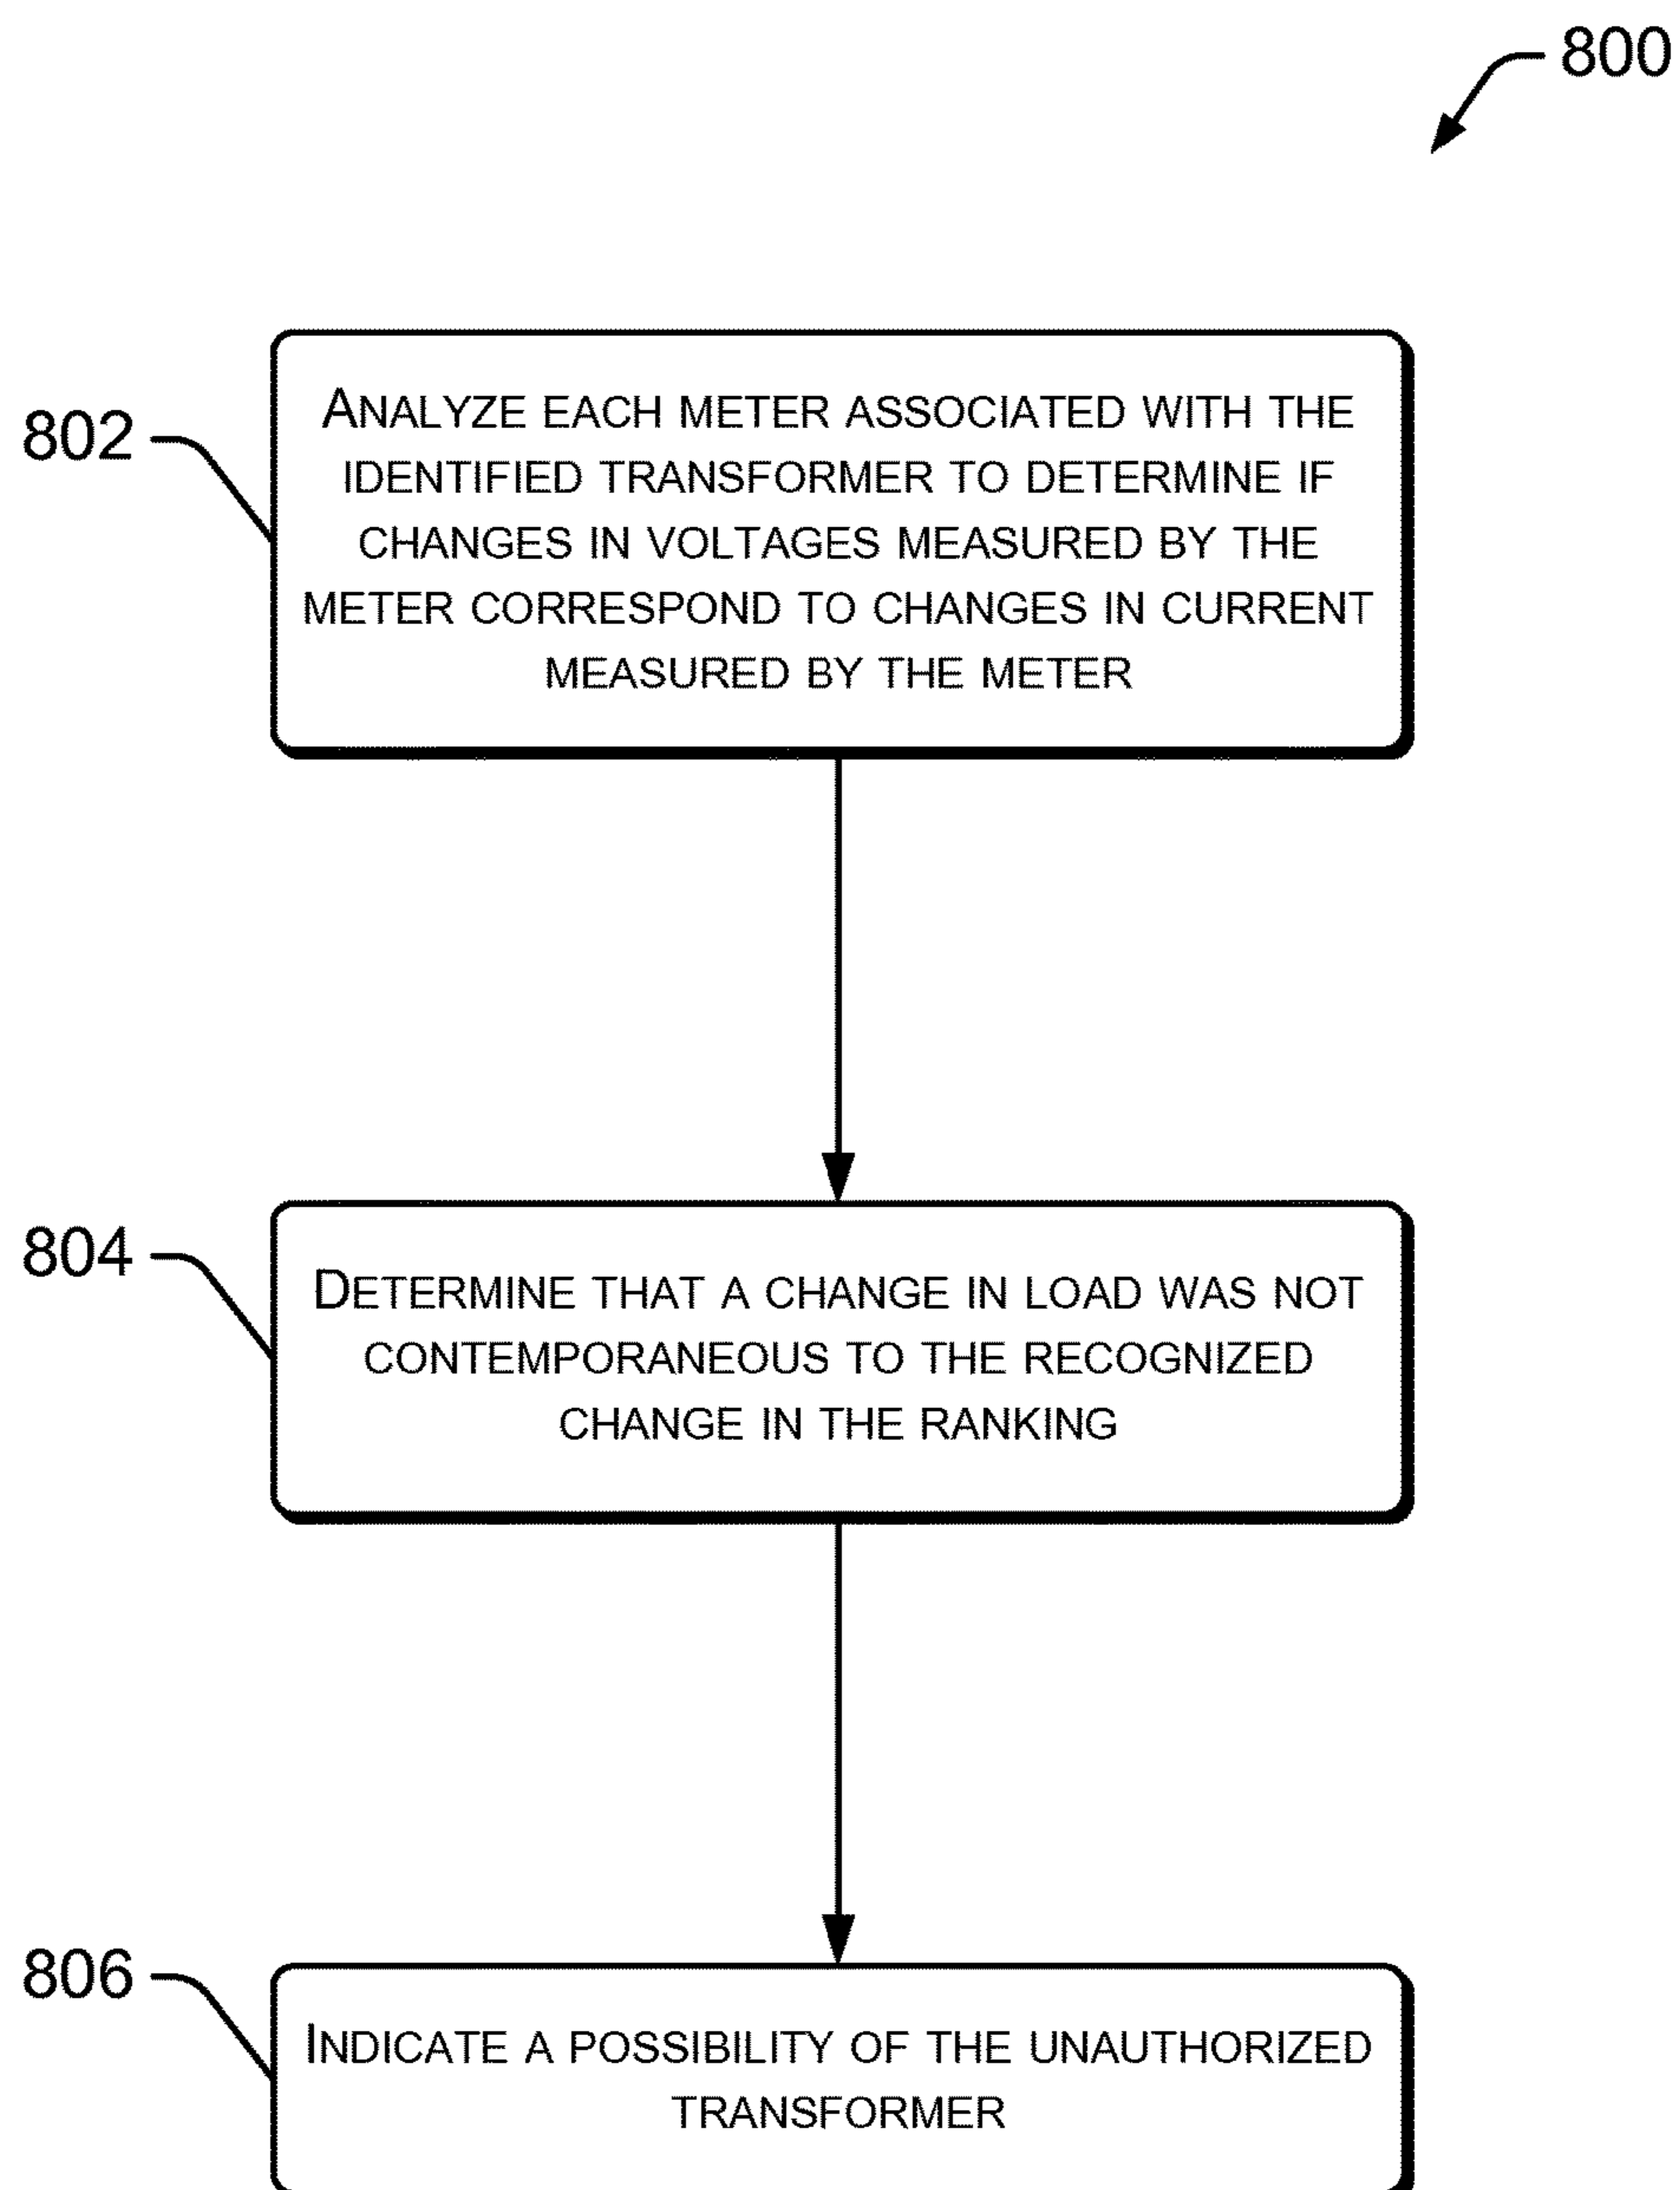 800
802
ANALYZE EACH METER ASSOCIATED WITH THE
IDENTIFIED TRANSFORMER TO DETERMINE IF
CHANGES IN VOLTAGES MEASURED BY THE
METER CORRESPOND TO CHANGES IN CURRENT
MEASURED BY THE METER
804
DETERMINE THAT A CHANGE IN LOAD WAS NOT
CONTEMPORANEOUS TO THE RECOGNIZED
CHANGE IN THE RANKING
806
INDICATE A POSSIBILITY OF THE UNAUTHORIZED
TRANSFORMER